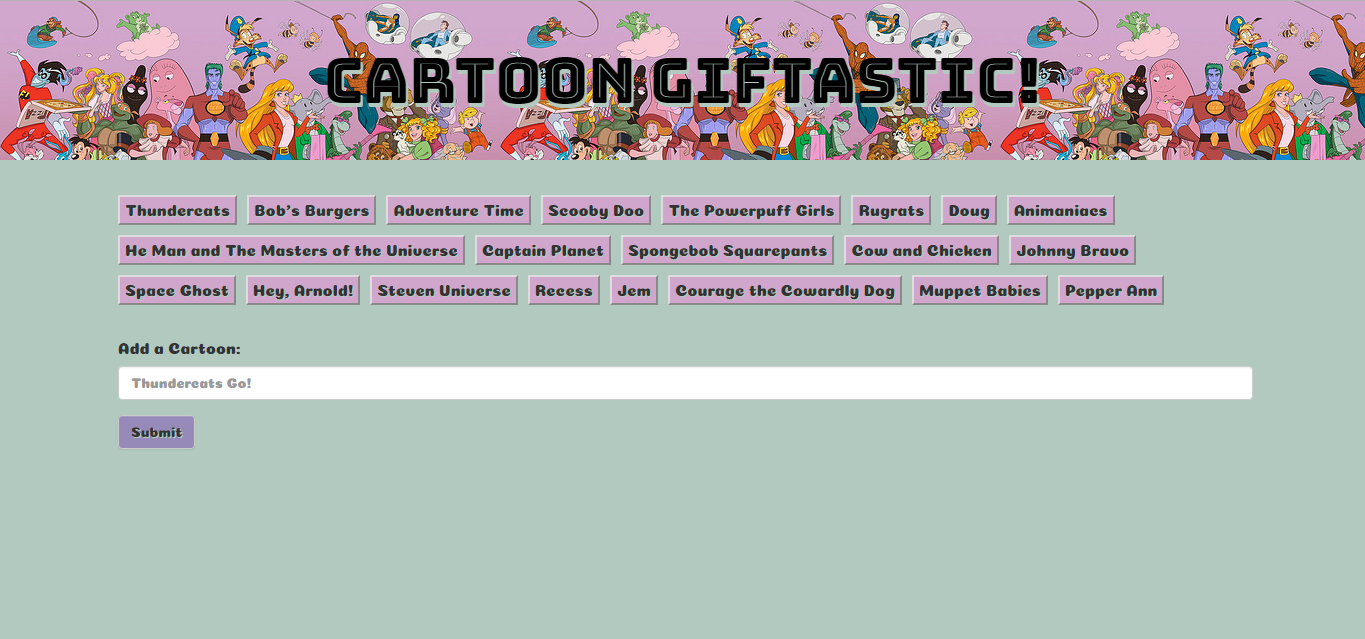 CARTOON GIFTASTIC!
Thundercats Bob's Burgers Adventure Time Scooby Doo The Powerpuff Girls Rugrats Doug Animaniacs
He Man and The Masters of the Universe Captain Planet Spongebob Squarepants Cow and Chicken Johnny Bravo
Space Ghost Hey, Arnold! Steven Universe Recess Jem Courage the Cowardly Dog Muppet Babies Pepper Ann
Add a Cartoon:
Thundercats Go!
Submit